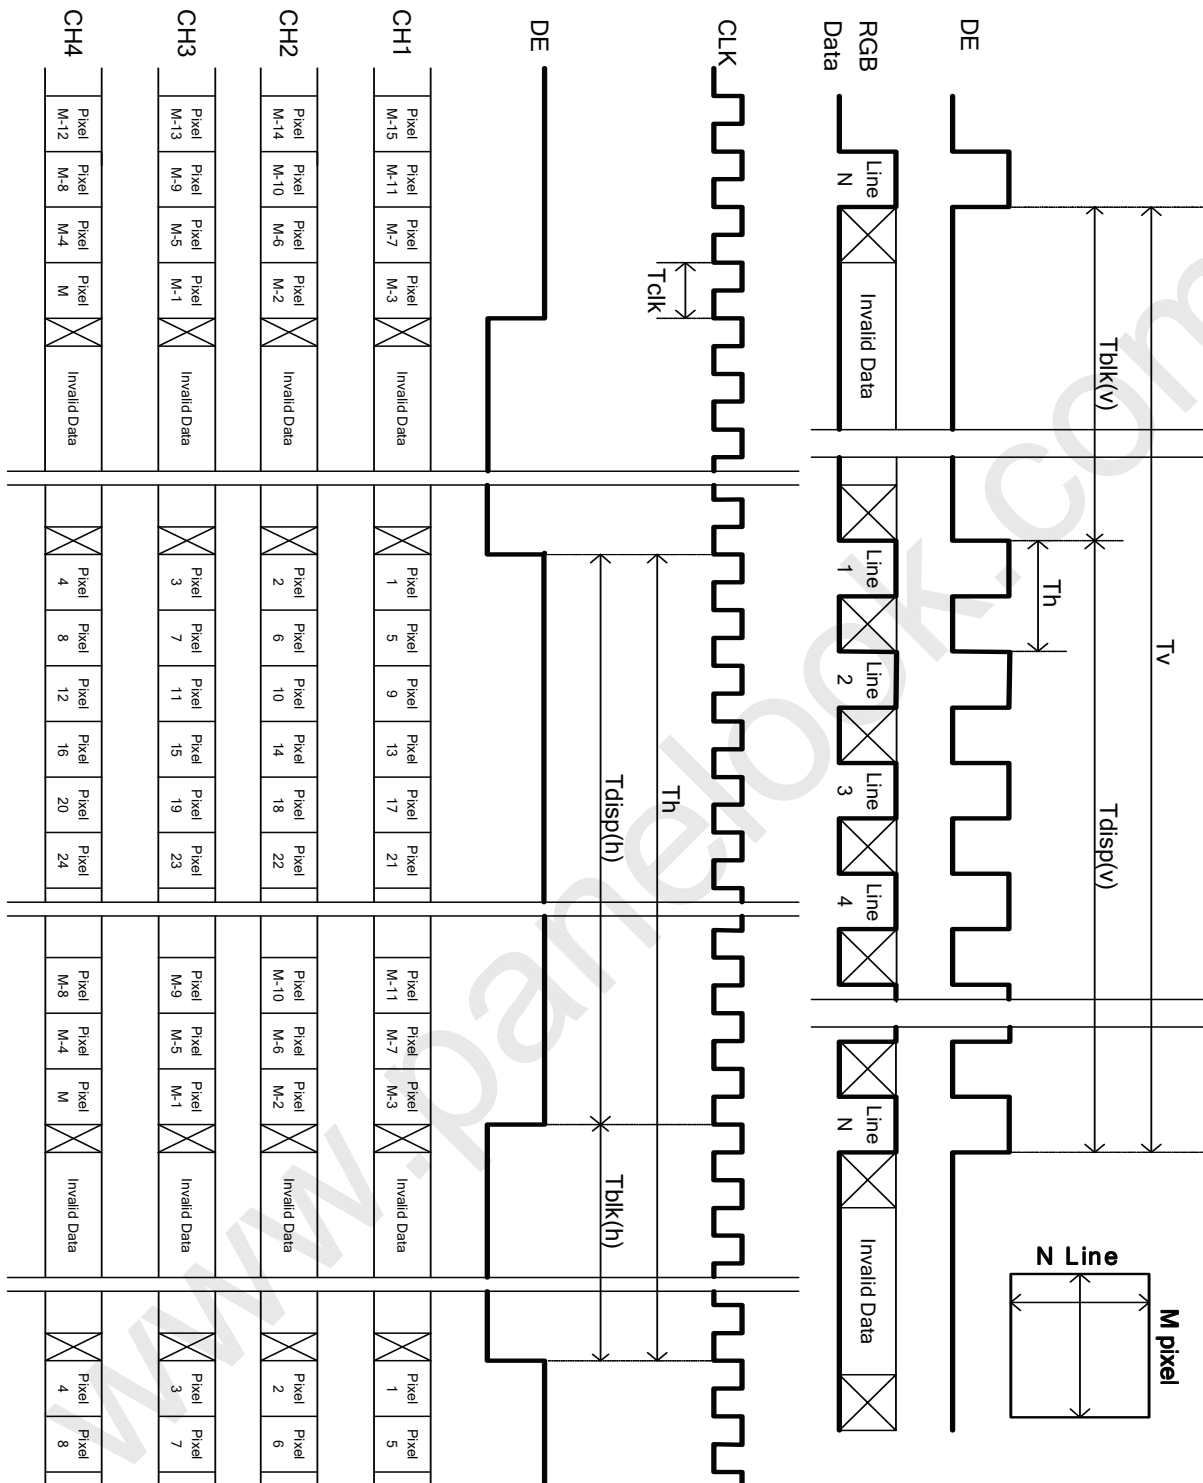 DE
RGB
Data
Line
N
Invalid Data
Line
1
Line
2
Line
3
Line
4
Line
N
Invalid Data
Tv
Tblk(v)
Tdisp(v)
Th
N Line
M pixel
CLK
Tclk
Th
DE
Tdisp(h)
Tblk(h)
CH1
Pixel Pixel Pixel Pixel
M-15 M-11 M-7 M-3
Invalid Data
Pixel Pixel Pixel Pixel Pixel Pixel
1 5 9 13 17 21
Pixel Pixel Pixel
M-11 M-7 M-3
Invalid Data
Pixel Pixel
1 5
CH2
Pixel Pixel Pixel Pixel
M-14 M-10 M-6 M-2
Invalid Data
Pixel Pixel Pixel Pixel Pixel Pixel
2 6 10 14 18 22
Pixel Pixel Pixel
M-10 M-6 M-2
Invalid Data
Pixel Pixel
2 6
CH3
Pixel Pixel Pixel Pixel
M-13 M-9 M-5 M-1
Invalid Data
Pixel Pixel Pixel Pixel Pixel Pixel
3 7 11 15 19 23
Pixel Pixel Pixel
M-9 M-5 M-1
Invalid Data
Pixel Pixel
3 7
CH4
Pixel Pixel Pixel Pixel
M-12 M-8 M-4 M
Invalid Data
Pixel Pixel Pixel Pixel Pixel Pixel
4 8 12 16 20 24
Pixel Pixel Pixel
M-8 M-4 M
Invalid Data
Pixel Pixel
4 8
www.panelook.com